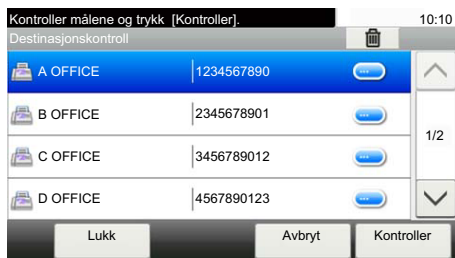 Kontroller målene og trykk [Kontroller]. 10:10
Destinasjonskontroll
A OFFICE 1234567890
B OFFICE 2345678901
C OFFICE 3456789012
D OFFICE 4567890123
1/2
Lukk Avbryt Kontroller